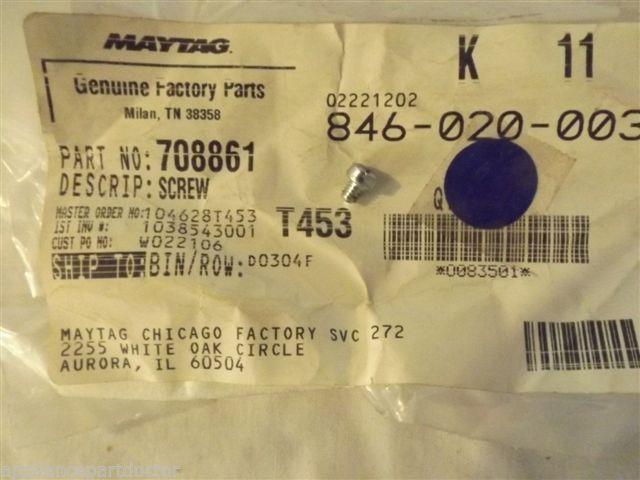 MAYTAG
Genuine Factory Parts
Milan, TN 38358
K 11
02221202
846-020-003
PART NO: 708861
DESCRIP: SCREW
MASTER ORDER NO: 104628T453
1ST INV #: 1038543001
T453
CUST PO NO: W022106
SHIP TO: BIN/ROW: D0304F
Q
*0083501*
MAYTAG CHICAGO FACTORY SVC 272
2255 WHITE OAK CIRCLE
AURORA, IL 60504
appliancepartdoctor